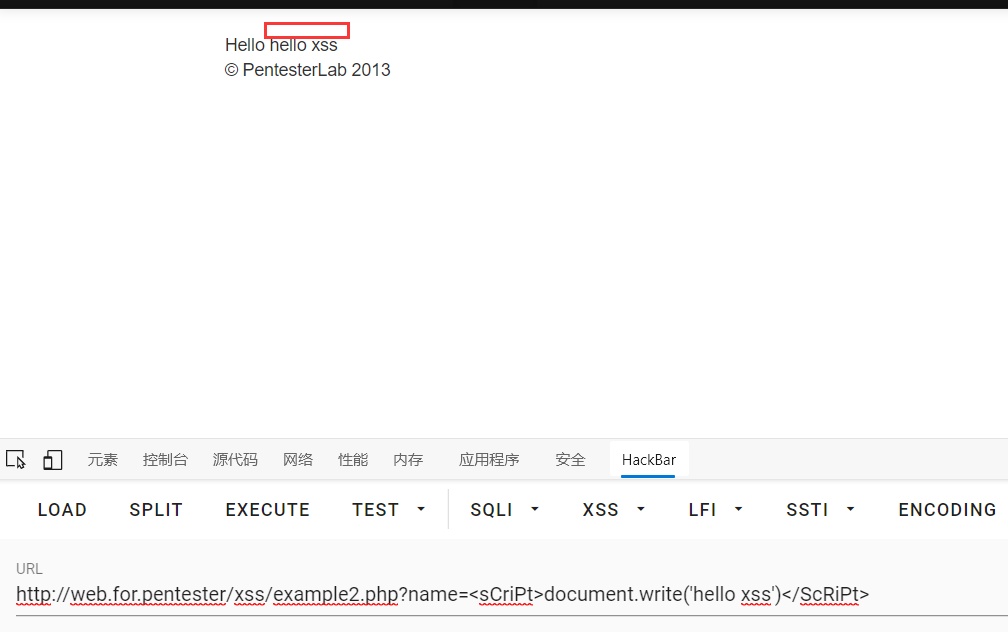 Hello hello xss
© PentesterLab 2013
元素 控制台 源代码 网络 性能 内存 应用程序 安全 HackBar
LOAD SPLIT EXECUTE TEST SQLI XSS LFI SSTI ENCODING
URL
http://web.for.pentester/xss/example2.php?name=<sCriPt>document.write('hello xss')</ScRiPt>